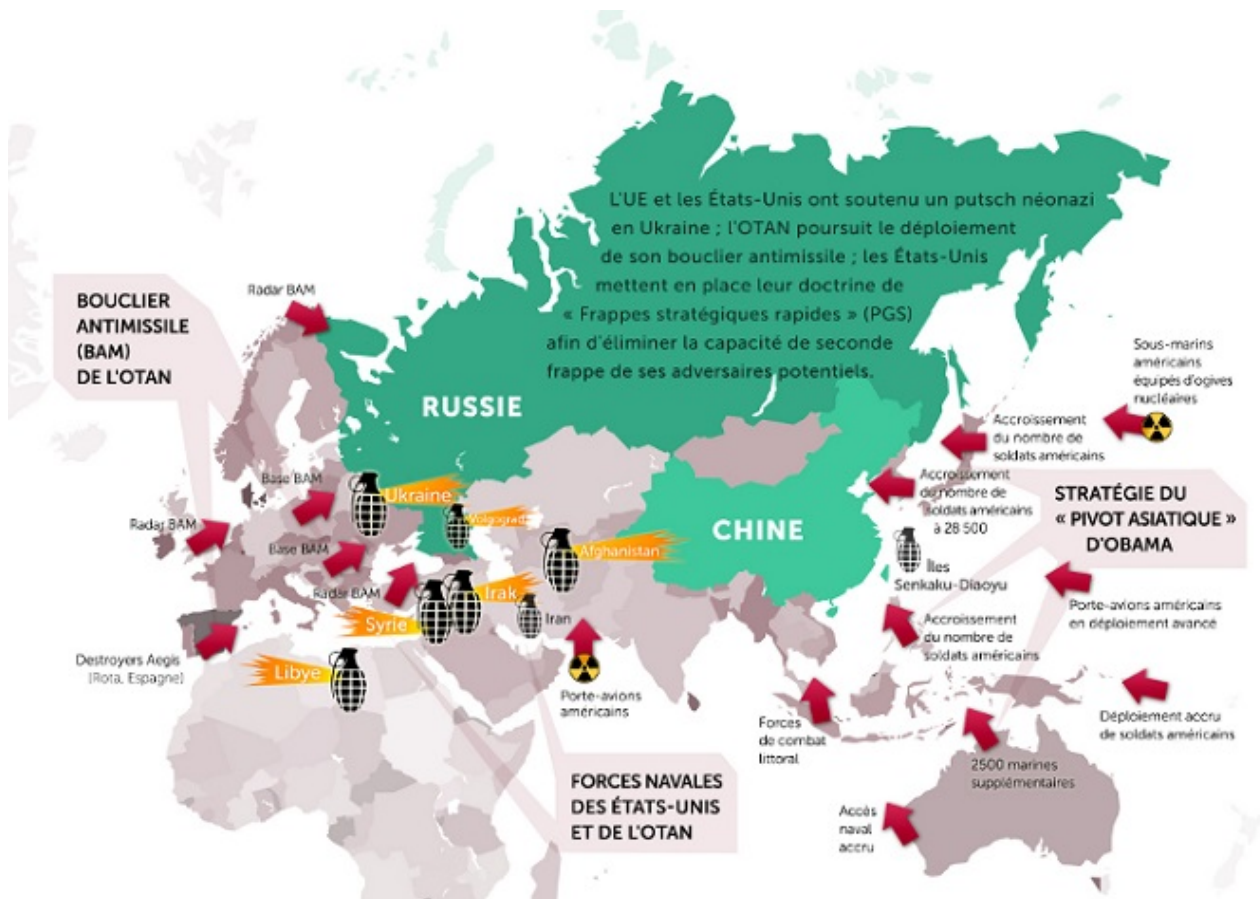 L'UE et les États-Unis ont soutenu un putsch néonazi
en Ukraine ; l'OTAN poursuit le déploiement
de son bouclier antimissile ; les États-Unis
mettent en place leur doctrine de
« Frappes stratégiques rapides » (PGS)
afin d'éliminer la capacité de seconde
frappe de ses adversaires potentiels.
Radar BAM
BOUCLIER
ANTIMISSILE
(BAM)
DE L'OTAN
RUSSIE
Sous-marins
américains
équipés d'ogives
nucléaires
Accroissement
du nombre de
soldats américains
Base BAM
Ukraine
Volgograd
Radar BAM
Base BAM
Radar BAM
Afghanistan
CHINE
Accroissement
du nombre de
soldats américains
à 28 500
STRATÉGIE DU
« PIVOT ASIATIQUE »
D'OBAMA
Îles
Senkaku-Diaoyu
Irak
Syrie
Iran
Libye
Destroyers Aegis
(Rota, Espagne)
Porte-avions
américains
Accroissement
du nombre de
soldats américains
Porte-avions américains
en déploiement avancé
Forces
de combat
littoral
Déploiement accru
de soldats américains
2500 marines
supplémentaires
FORCES NAVALES
DES ÉTATS-UNIS
ET DE L'OTAN
Accès
naval
accru